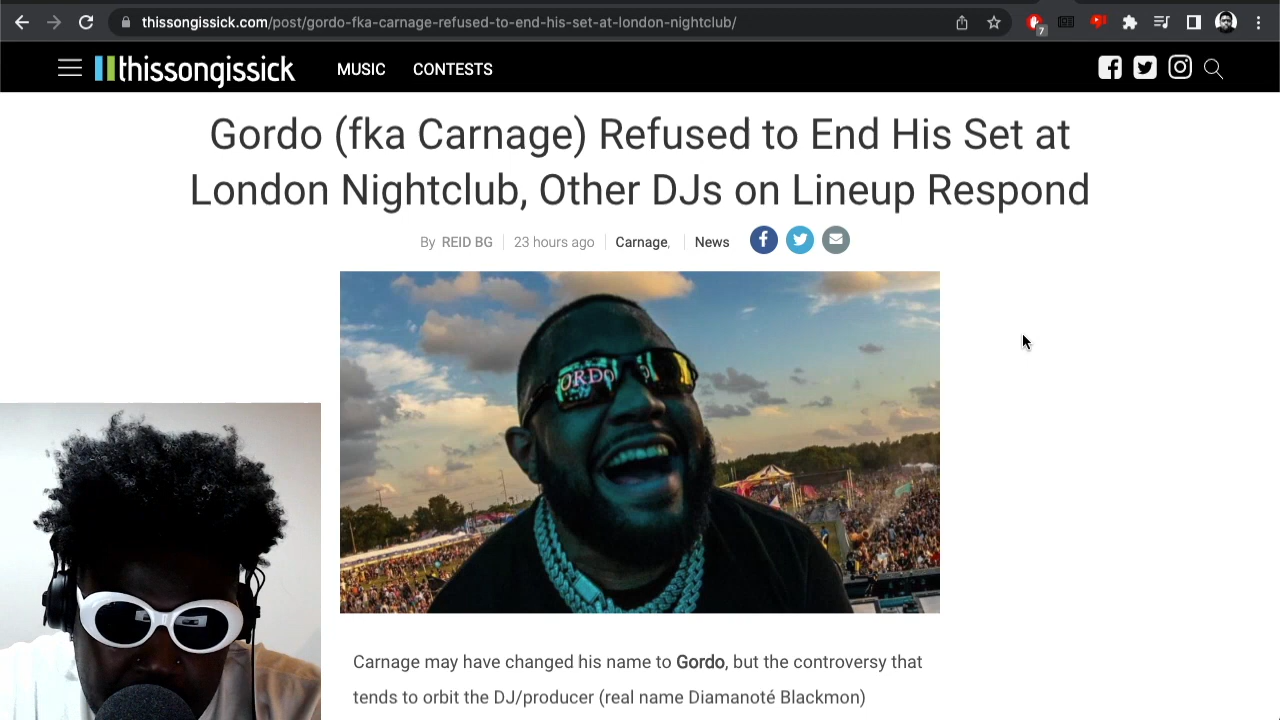 thissongissick.com/post/gordo-fka-carnage-refused-to-end-his-set-at-london-nightclub/
7
thissongissick
MUSIC
CONTESTS
Gordo (fka Carnage) Refused to End His Set at
London Nightclub, Other DJs on Lineup Respond
By REID BG
23 hours ago
Carnage,
News
GORDO
Carnage may have changed his name to Gordo, but the controversy that
tends to orbit the DJ/producer (real name Diamanoté Blackmon)